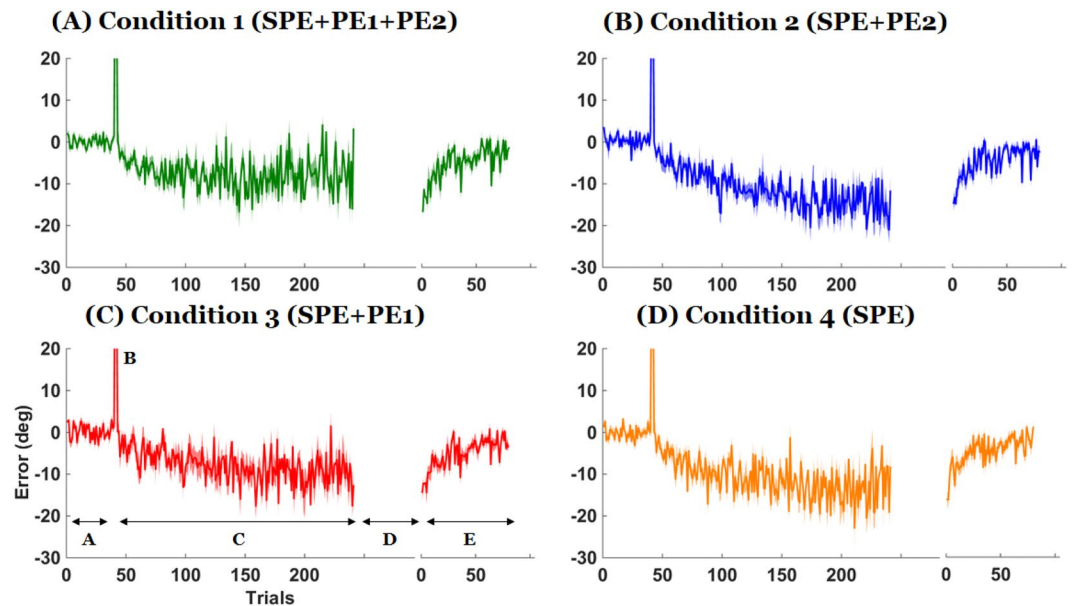 (A) Condition 1 (SPE+PE1+PE2)
20
10
0
-10
-20
-30
0 50 100 150 200 0 50
(B) Condition 2 (SPE+PE2)
20
10
0
-10
-20
-30
0 50 100 150 200 0 50
(C) Condition 3 (SPE+PE1)
Error (deg)
20
10
0
-10
-20
-30
B
A C D E
0 50 100 150 200 0 50
Trials
(D) Condition 4 (SPE)
20
10
0
-10
-20
-30
0 50 100 150 200 0 50